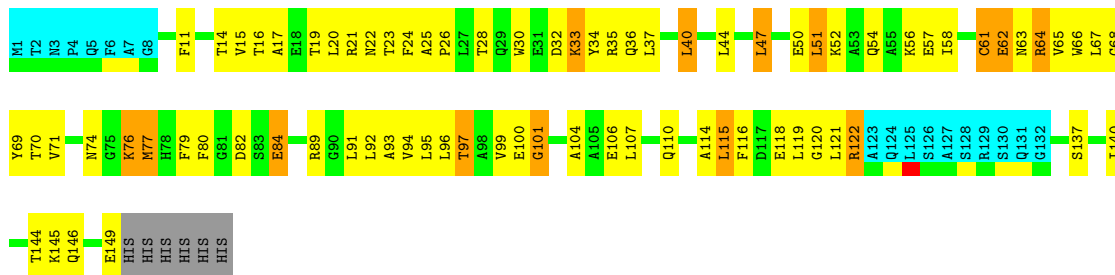 M1 T2 N3 P4 Q5 F6 A7 G8 F11 T14 V15 T16 A17 E18 T19 L20 R21 N22 T23 F24 A25 P26 L27 T28 Q29 W30 E31 D32 K33 Y34 R35 Q36 L37 L40 L44 L47 E50 L51 K52 A53 Q54 A55 K56 E57 I58 C61 E62 N63 R64 V65 W66 L67 G68
Y69 T70 V71 N74 G75 K76 M77 H78 F79 F80 G81 D82 S83 E84 R89 G90 L91 L92 A93 V94 L95 L96 T97 A98 V99 E100 G101 A104 A105 E106 L107 Q110 A114 L115 F116 D117 E118 L119 G120 L121 R122 A123 Q124 L125 S126 A127 S128 R129 S130 Q131 G132 S137
T144 K145 Q146 E149 HIS HIS HIS HIS HIS HIS